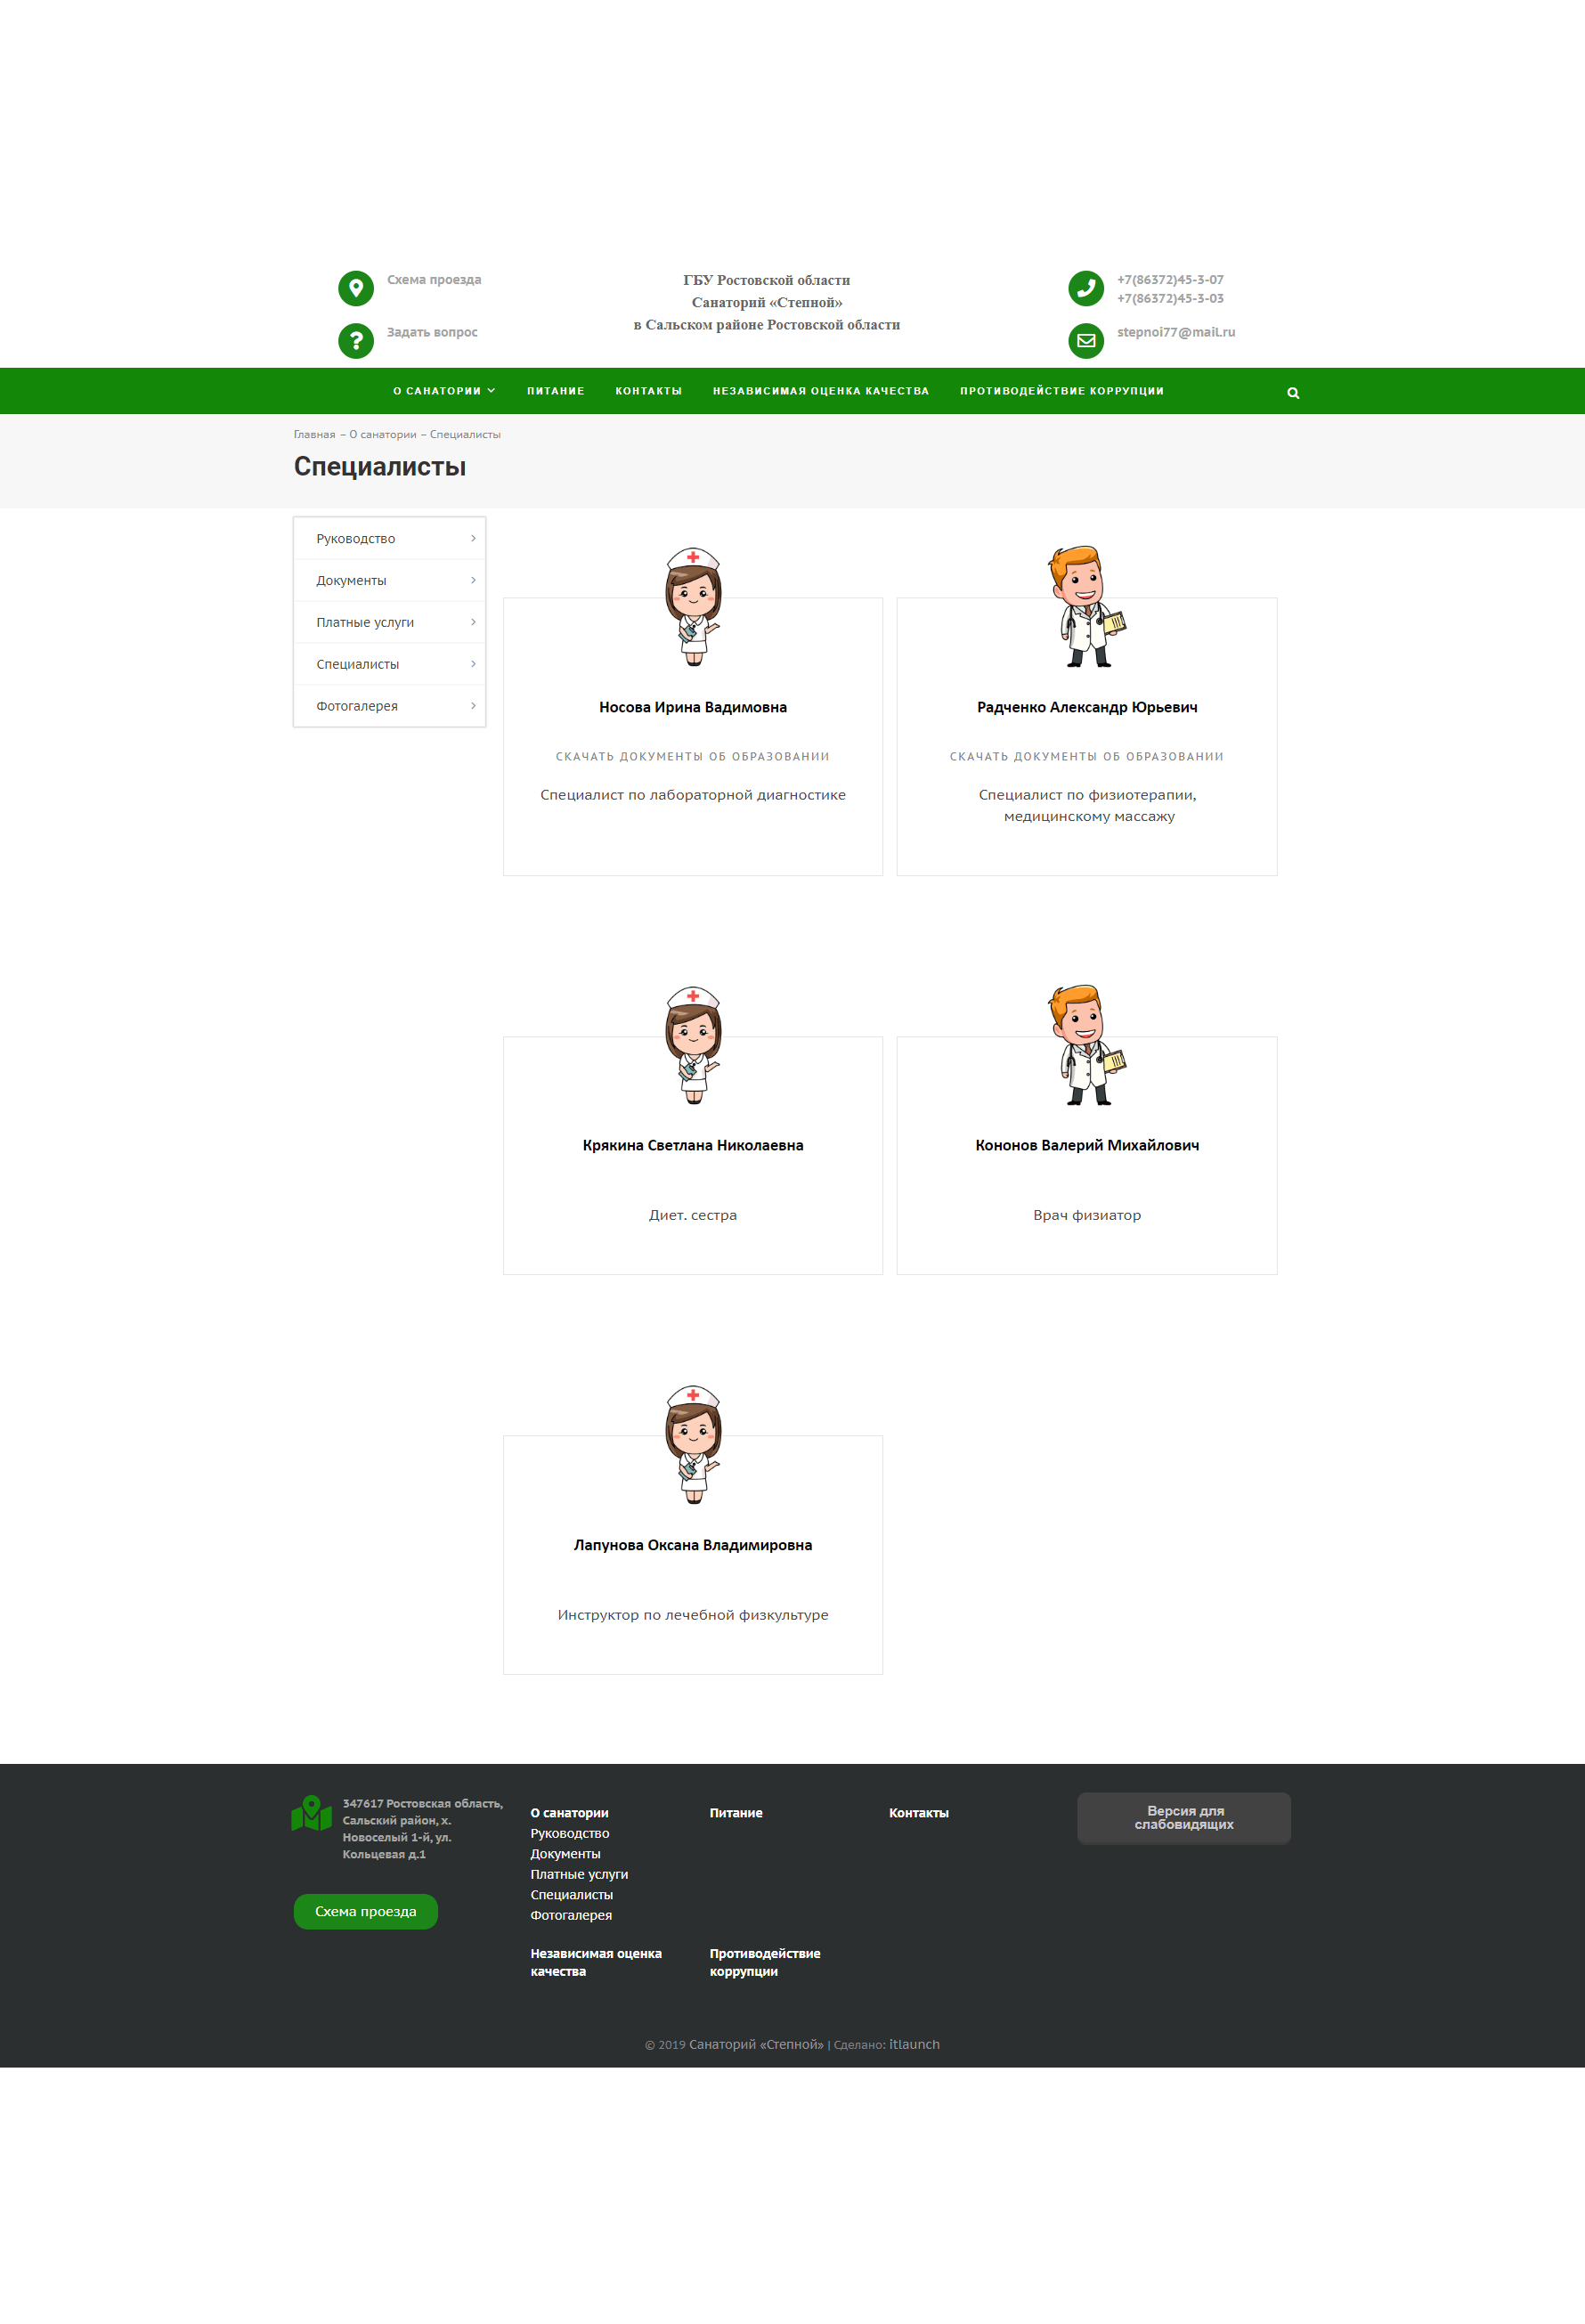 Схема проезда
Задать вопрос
ГБУ Ростовской области
Санаторий «Степной»
в Сальском районе Ростовской области
+7(86372)45-3-07
+7(86372)45-3-03
stepnoi77@mail.ru
О САНАТОРИИ
ПИТАНИЕ
КОНТАКТЫ
НЕЗАВИСИМАЯ ОЦЕНКА КАЧЕСТВА
ПРОТИВОДЕЙСТВИЕ КОРРУПЦИИ
Главная – О санатории – Специалисты
Специалисты
Руководство
Документы
Платные услуги
Специалисты
Фотогалерея
Носова Ирина Вадимовна
СКАЧАТЬ ДОКУМЕНТЫ ОБ ОБРАЗОВАНИИ
Специалист по лабораторной диагностике
Радченко Александр Юрьевич
СКАЧАТЬ ДОКУМЕНТЫ ОБ ОБРАЗОВАНИИ
Специалист по физиотерапии,
медицинскому массажу
Крякина Светлана Николаевна
Диет. сестра
Кононов Валерий Михайлович
Врач физиатор
Лапунова Оксана Владимировна
Инструктор по лечебной физкультуре
347617 Ростовская область,
Сальский район, х.
Новоселый 1-й, ул.
Кольцевая д.1
Схема проезда
О санатории
Руководство
Документы
Платные услуги
Специалисты
Фотогалерея
Питание
Контакты
Независимая оценка
качества
Противодействие
коррупции
Версия для
слабовидящих
© 2019 Санаторий «Степной» | Сделано: itlaunch